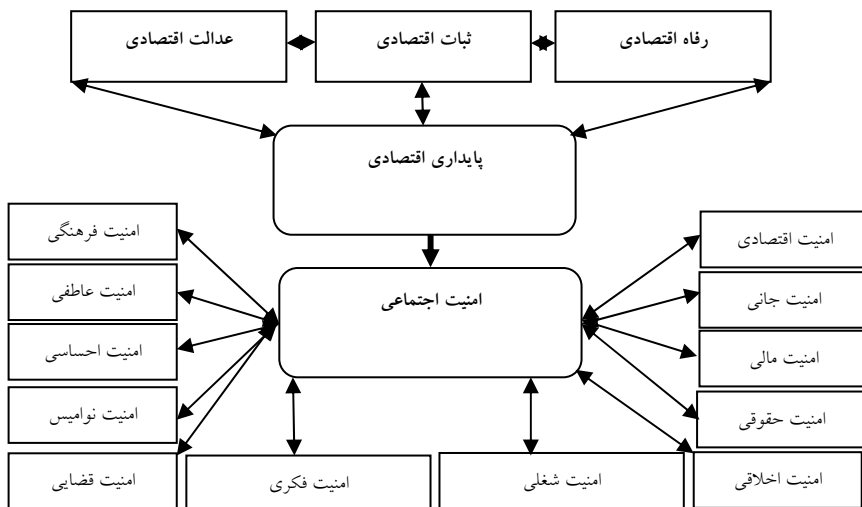 رفاه اقتصادی
ثبات اقتصادی
عدالت اقتصادی
پایداری اقتصادی
امنیت اجتماعی
امنیت اقتصادی
امنیت جانی
امنیت مالی
امنیت حقوقی
امنیت اخلاقی
امنیت شغلی
امنیت فکری
امنیت فرهنگی
امنیت عاطفی
امنیت احساسی
امنیت نوامیس
امنیت قضایی